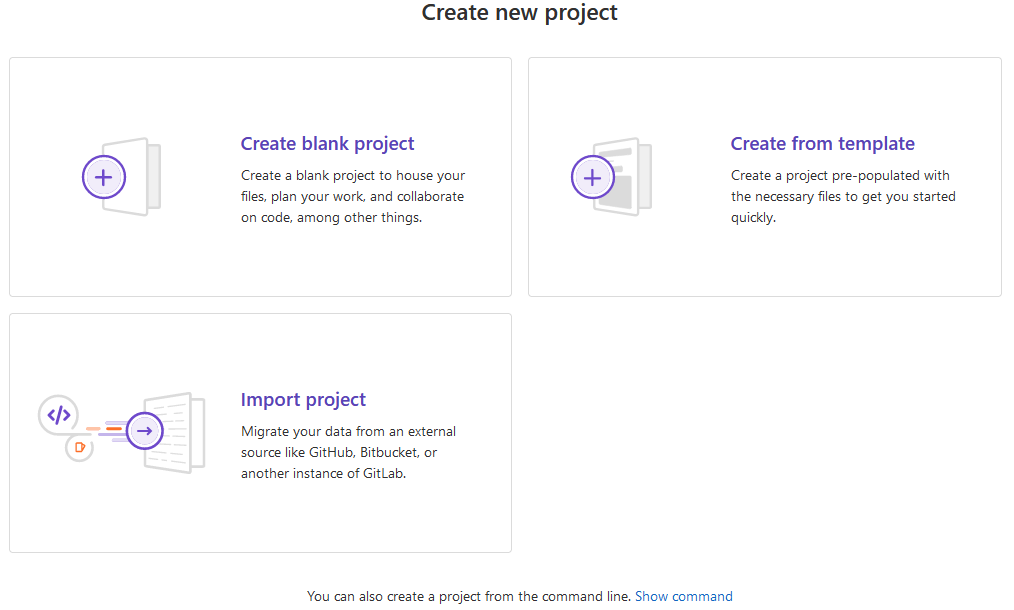 Create new project
Create blank project
Create a blank project to house your
files, plan your work, and collaborate
on code, among other things.
Create from template
Create a project pre-populated with
the necessary files to get you started
quickly.
Import project
Migrate your data from an external
source like GitHub, Bitbucket, or
another instance of GitLab.
You can also create a project from the command line. Show command